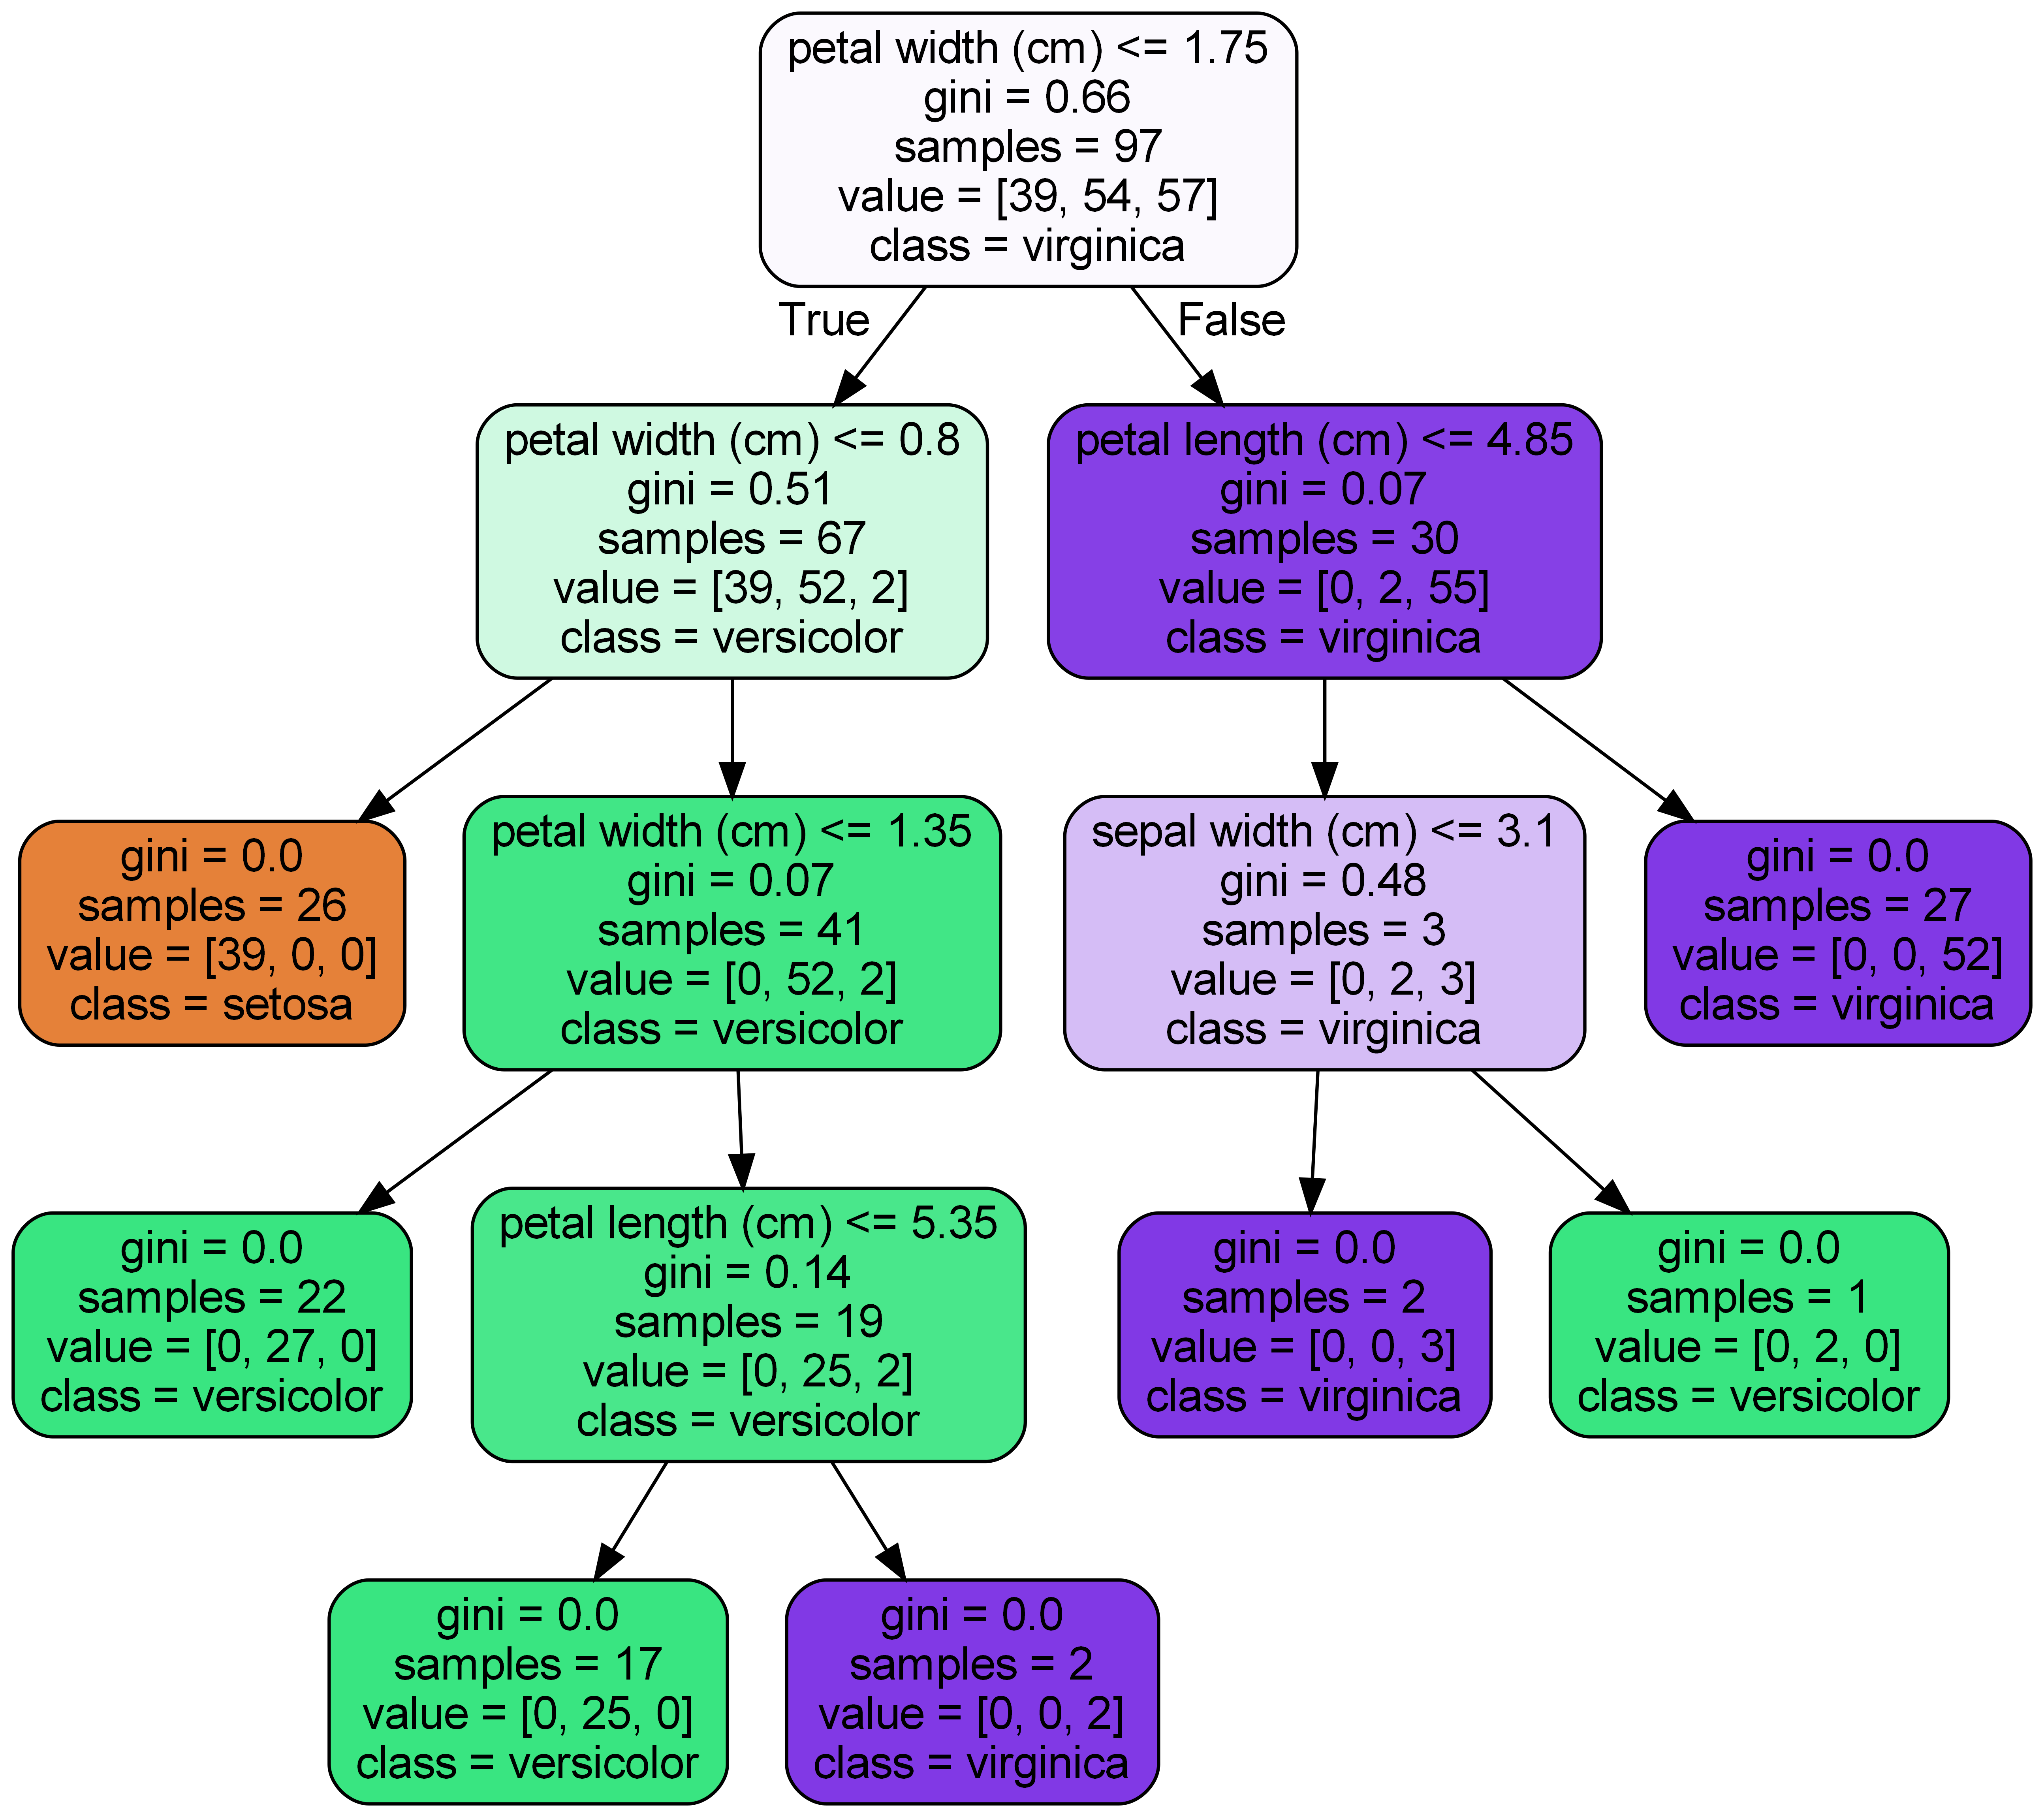 petal width (cm) <= 1.75
gini = 0.66
samples = 97
value = [39, 54, 57]
class = virginica
True
False
petal width (cm) <= 0.8
gini = 0.51
samples = 67
value = [39, 52, 2]
class = versicolor
petal length (cm) <= 4.85
gini = 0.07
samples = 30
value = [0, 2, 55]
class = virginica
gini = 0.0
samples = 26
value = [39, 0, 0]
class = setosa
petal width (cm) <= 1.35
gini = 0.07
samples = 41
value = [0, 52, 2]
class = versicolor
sepal width (cm) <= 3.1
gini = 0.48
samples = 3
value = [0, 2, 3]
class = virginica
gini = 0.0
samples = 27
value = [0, 0, 52]
class = virginica
gini = 0.0
samples = 22
value = [0, 27, 0]
class = versicolor
petal length (cm) <= 5.35
gini = 0.14
samples = 19
value = [0, 25, 2]
class = versicolor
gini = 0.0
samples = 2
value = [0, 0, 3]
class = virginica
gini = 0.0
samples = 1
value = [0, 2, 0]
class = versicolor
gini = 0.0
samples = 17
value = [0, 25, 0]
class = versicolor
gini = 0.0
samples = 2
value = [0, 0, 2]
class = virginica